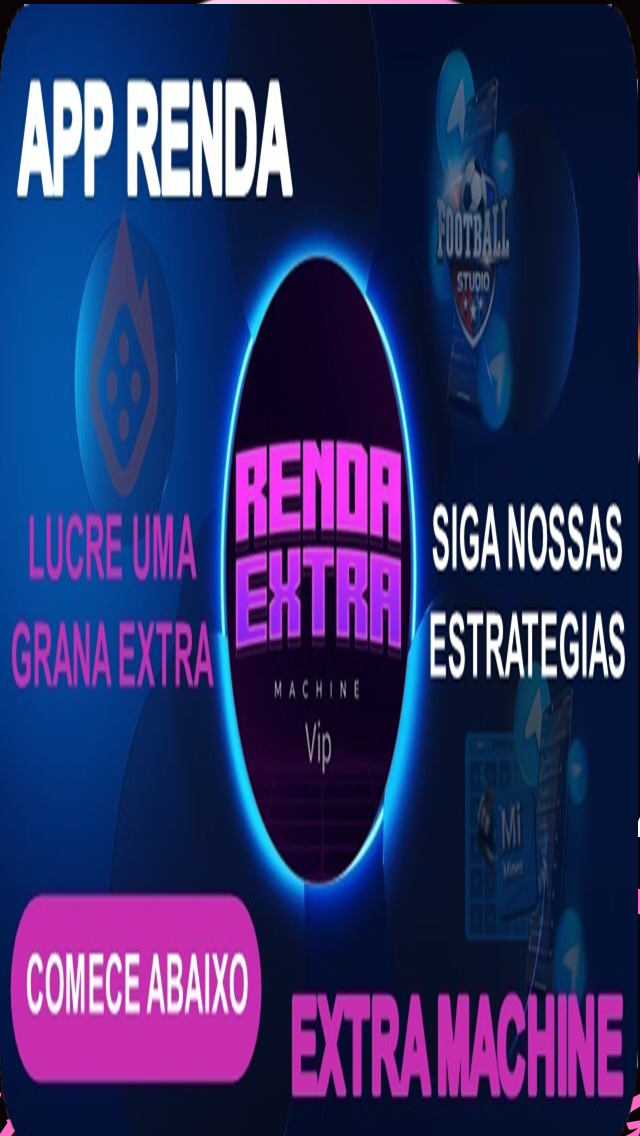 APP RENDA
FOOTBALL
STUDIO
RENDA
EXTRA
MACHINE
Vip
LUCRE UMA
GRANA EXTRA
SIGA NOSSAS
ESTRATEGIAS
Mi
Mines
COMECE ABAIXO
EXTRA MACHINE